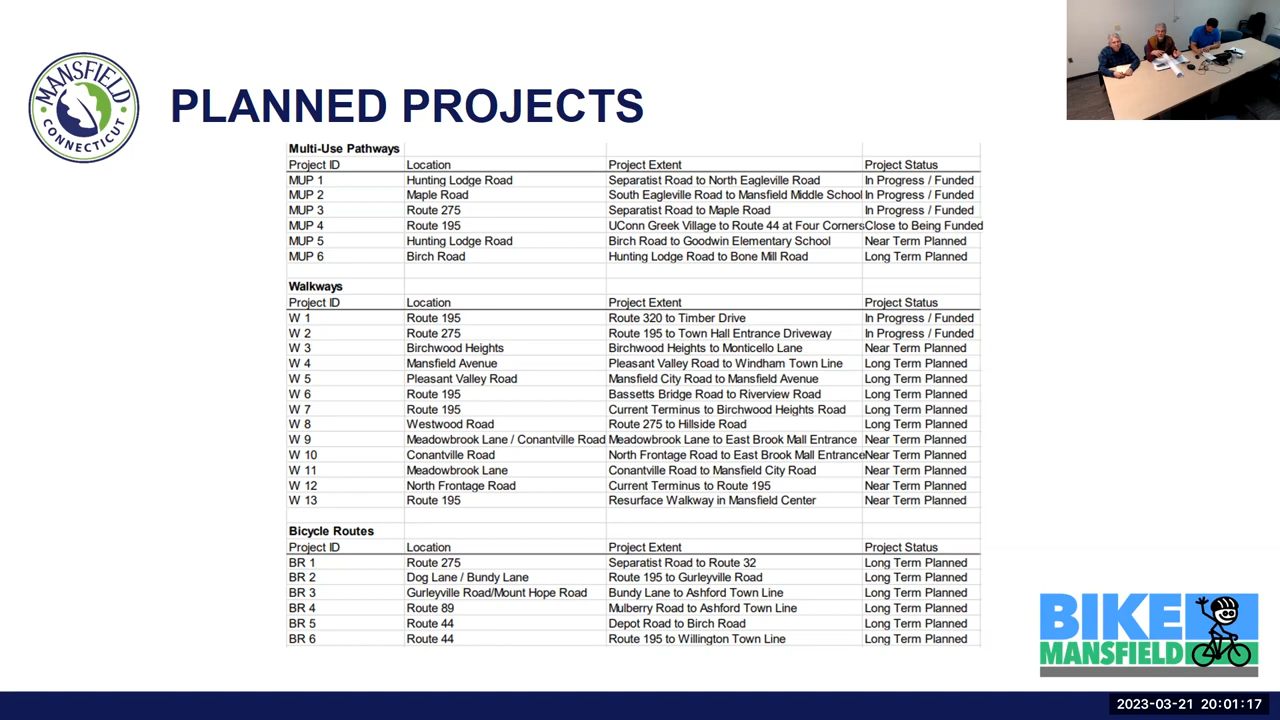 MANSFIELD
CONNECTICUT
PLANNED PROJECTS
Multi-Use Pathways
Project ID Location Project Extent Project Status
MUP 1 Hunting Lodge Road Separatist Road to North Eagleville Road In Progress / Funded
MUP 2 Maple Road South Eagleville Road to Mansfield Middle School In Progress / Funded
MUP 3 Route 275 Separatist Road to Maple Road In Progress / Funded
MUP 4 Route 195 UConn Greek Village to Route 44 at Four Corners Close to Being Funded
MUP 5 Hunting Lodge Road Birch Road to Goodwin Elementary School Near Term Planned
MUP 6 Birch Road Hunting Lodge Road to Bone Mill Road Long Term Planned
Walkways
Project ID Location Project Extent Project Status
W 1 Route 195 Route 320 to Timber Drive In Progress / Funded
W 2 Route 275 Route 195 to Town Hall Entrance Driveway In Progress / Funded
W 3 Birchwood Heights Birchwood Heights to Monticello Lane Near Term Planned
W 4 Mansfield Avenue Pleasant Valley Road to Windham Town Line Long Term Planned
W 5 Pleasant Valley Road Mansfield City Road to Mansfield Avenue Long Term Planned
W 6 Route 195 Bassetts Bridge Road to Riverview Road Long Term Planned
W 7 Route 195 Current Terminus to Birchwood Heights Road Long Term Planned
W 8 Westwood Road Route 275 to Hillside Road Long Term Planned
W 9 Meadowbrook Lane / Conantville Road Meadowbrook Lane to East Brook Mall Entrance Near Term Planned
W 10 Conantville Road North Frontage Road to East Brook Mall Entrance Near Term Planned
W 11 Meadowbrook Lane Conantville Road to Mansfield City Road Near Term Planned
W 12 North Frontage Road Current Terminus to Route 195 Near Term Planned
W 13 Route 195 Resurface Walkway in Mansfield Center Near Term Planned
Bicycle Routes
Project ID Location Project Extent Project Status
BR 1 Route 275 Separatist Road to Route 32 Long Term Planned
BR 2 Dog Lane / Bundy Lane Route 195 to Gurleyville Road Long Term Planned
BR 3 Gurleyville Road/Mount Hope Road Bundy Lane to Ashford Town Line Long Term Planned
BR 4 Route 89 Mulberry Road to Ashford Town Line Long Term Planned
BR 5 Route 44 Depot Road to Birch Road Long Term Planned
BR 6 Route 44 Route 195 to Willington Town Line Long Term Planned
BIKE
MANSFIELD
2023-03-21 20:01:17